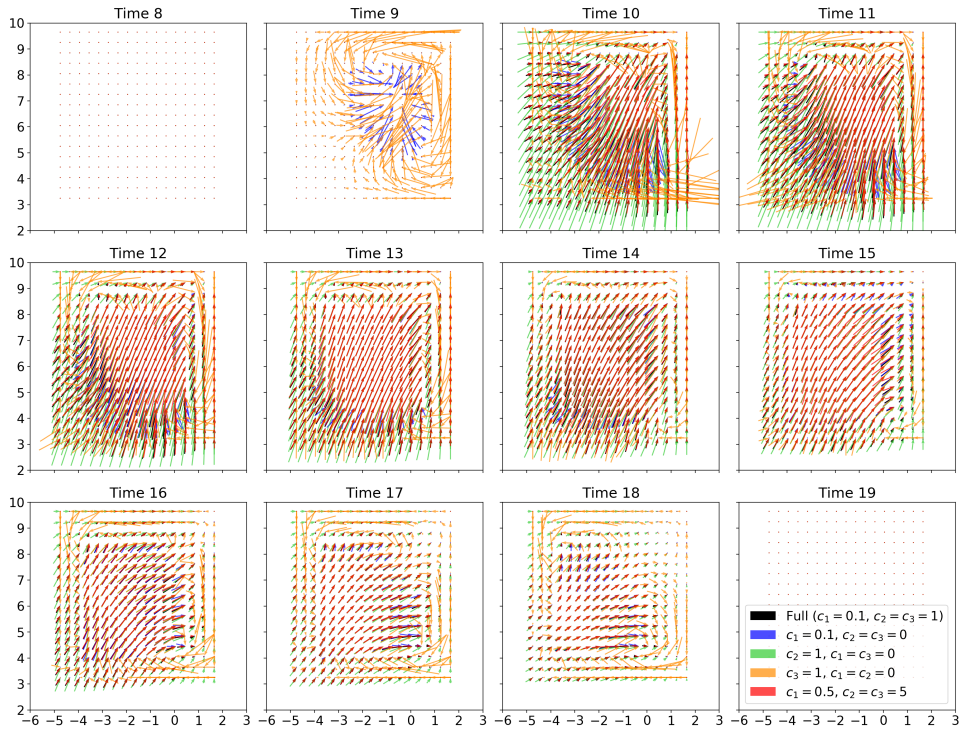 Time 8
Time 9
Time 10
Time 11
10
9
8
7
6
5
4
3
2
Time 12
Time 13
Time 14
Time 15
10
9
8
7
6
5
4
3
2
Time 16
Time 17
Time 18
Time 19
10
9
8
7
6
5
4
3
2
Full (c₁ = 0.1, c₂ = c₃ = 1)
c₁ = 0.1, c₂ = c₃ = 0
c₂ = 1, c₁ = c₃ = 0
c₃ = 1, c₁ = c₂ = 0
c₁ = 0.5, c₂ = c₃ = 5
−6 −5 −4 −3 −2 −1 0 1 2 3
−6 −5 −4 −3 −2 −1 0 1 2 3
−6 −5 −4 −3 −2 −1 0 1 2 3
−6 −5 −4 −3 −2 −1 0 1 2 3